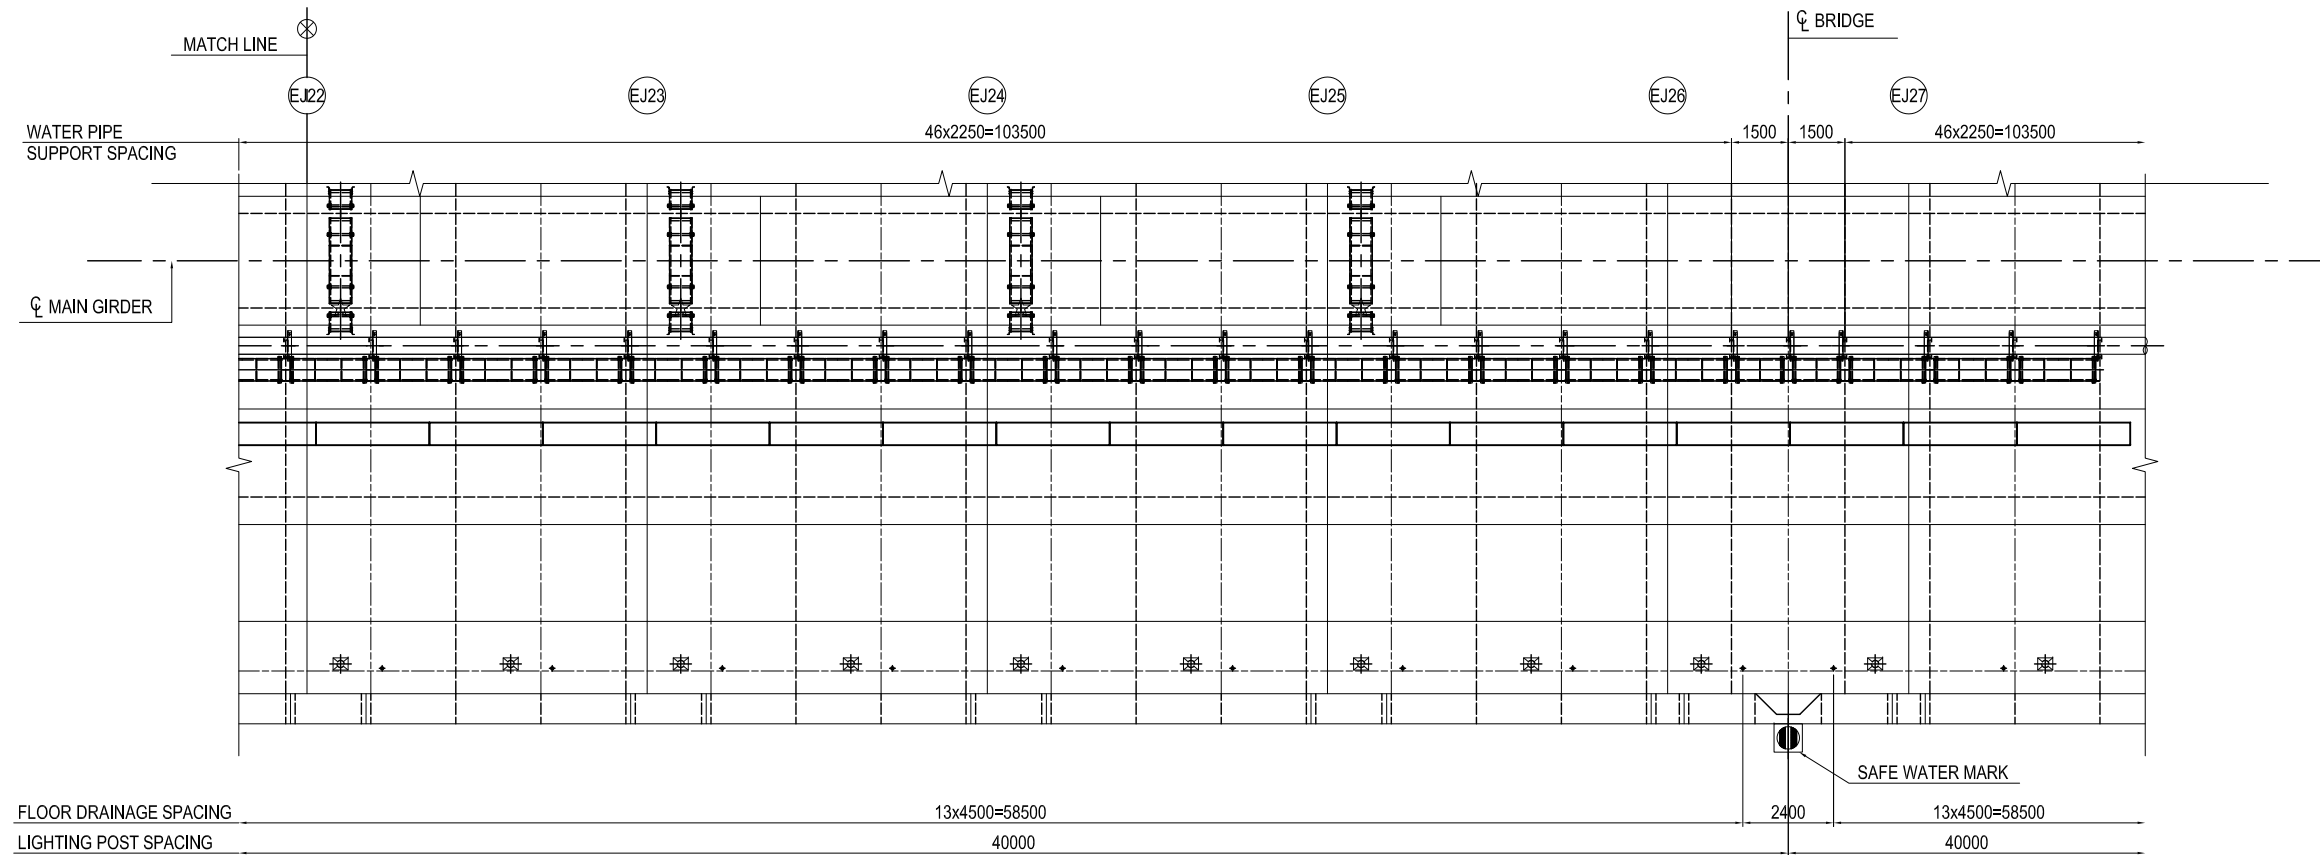 ℄ BRIDGE
MATCH LINE
EJ22
EJ23
EJ24
EJ25
EJ26
EJ27
WATER PIPE
SUPPORT SPACING
46x2250=103500
1500
1500
46x2250=103500
℄ MAIN GIRDER
SAFE WATER MARK
FLOOR DRAINAGE SPACING
13x4500=58500
2400
13x4500=58500
LIGHTING POST SPACING
40000
40000